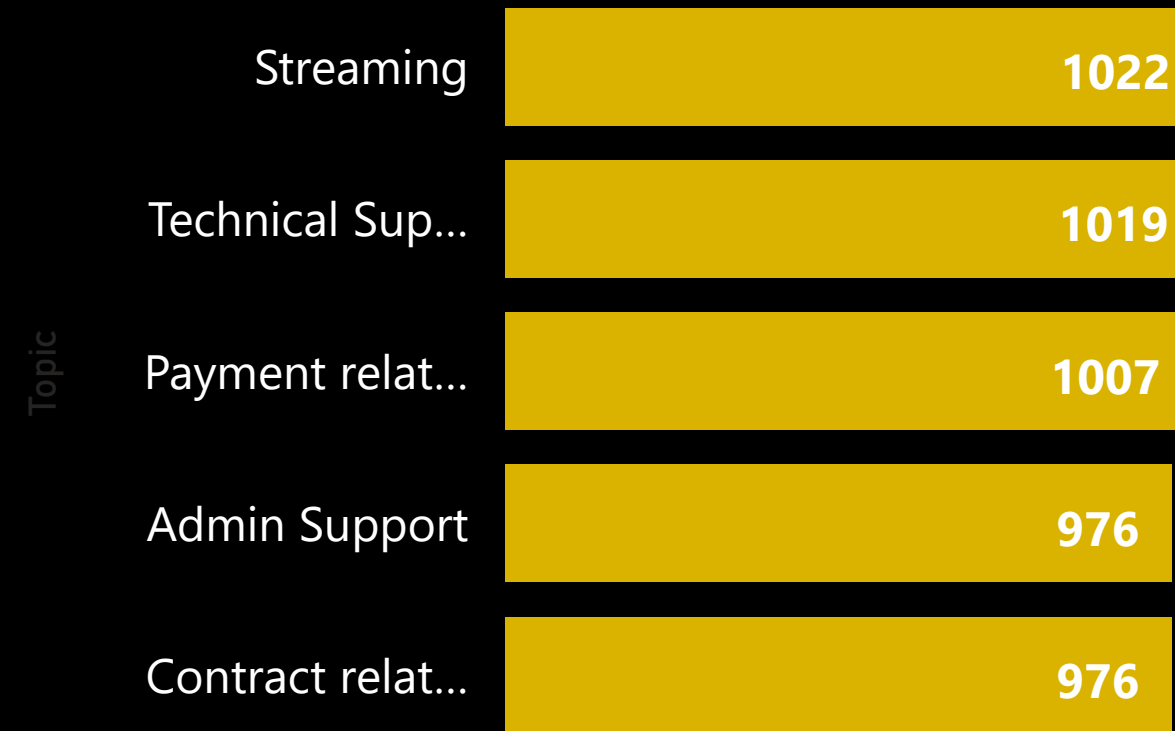 Topic
Streaming 1022
Technical Sup... 1019
Payment relat... 1007
Admin Support 976
Contract relat... 976